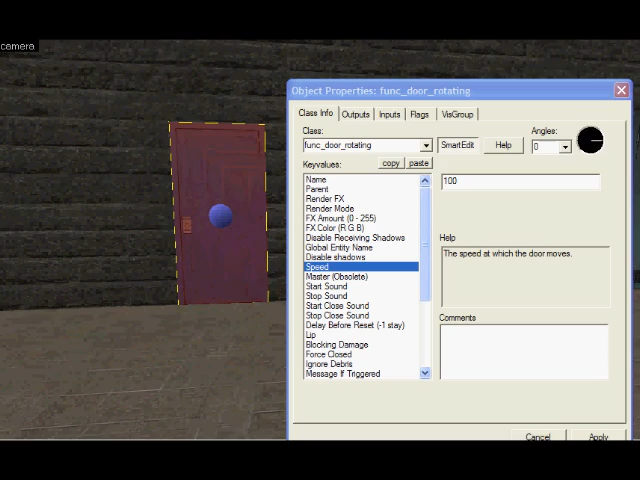 camera
Object Properties: func_door_rotating
Class Info Outputs Inputs Flags VisGroup
Class:
func_door_rotating
SmartEdit
Help
Angles:
0
Keyvalues:
copy paste
Name
Parent
Render FX
Render Mode
FX Amount (0 - 255)
FX Color (R G B)
Disable Receiving Shadows
Global Entity Name
Disable shadows
Speed
Master (Obsolete)
Start Sound
Stop Sound
Start Close Sound
Stop Close Sound
Delay Before Reset (-1 stay)
Lip
Blocking Damage
Force Closed
Ignore Debris
Message If Triggered
100
Help
The speed at which the door moves.
Comments
Cancel Apply